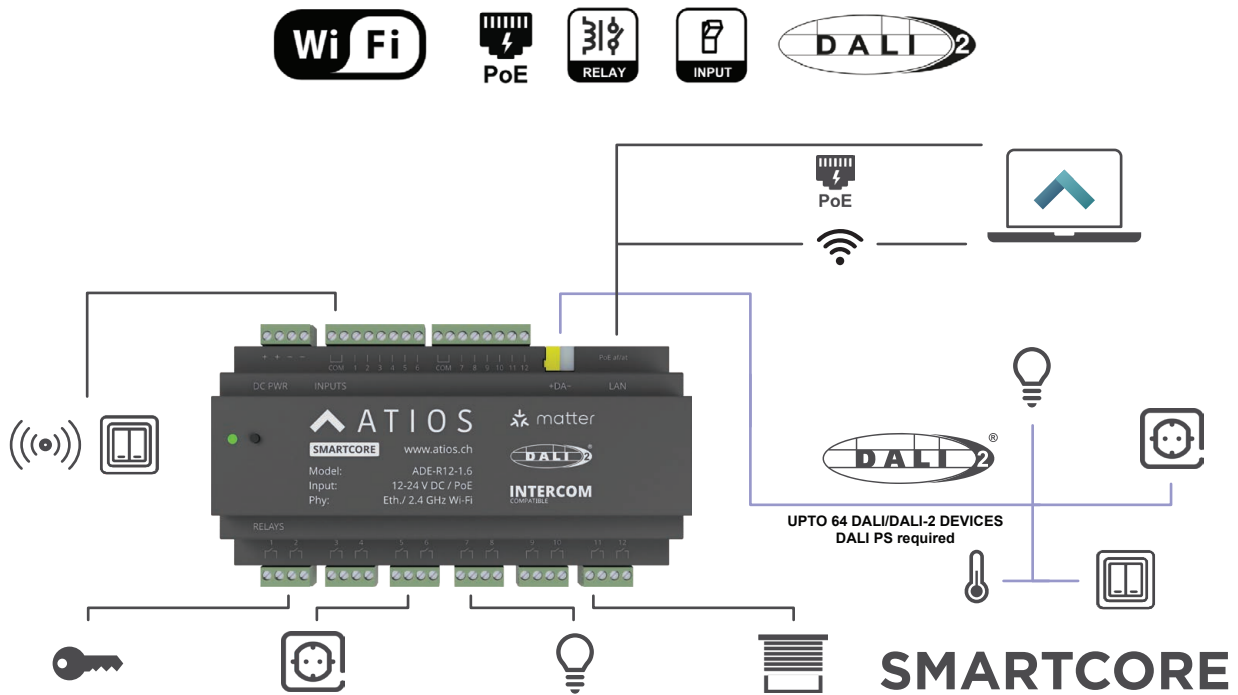 Wi Fi
PoE
RELAY
INPUT
DALI 2
PoE
+ + − −
COM 1 2 3 4 5 6
COM 7 8 9 10 11 12
PoE af/at
DC PWR
INPUTS
+DA−
LAN
ATIOS
matter
SMARTCORE
www.atios.ch
DALI 2 ®
Model: ADE-R12-1.6
Input: 12-24 V DC / PoE
Phy: Eth./ 2.4 GHz Wi-Fi
INTERCOM
COMPATIBLE
RELAYS
1 2 3 4 5 6 7 8 9 10 11 12
DALI 2 ®
UPTO 64 DALI/DALI-2 DEVICES
DALI PS required
SMARTCORE